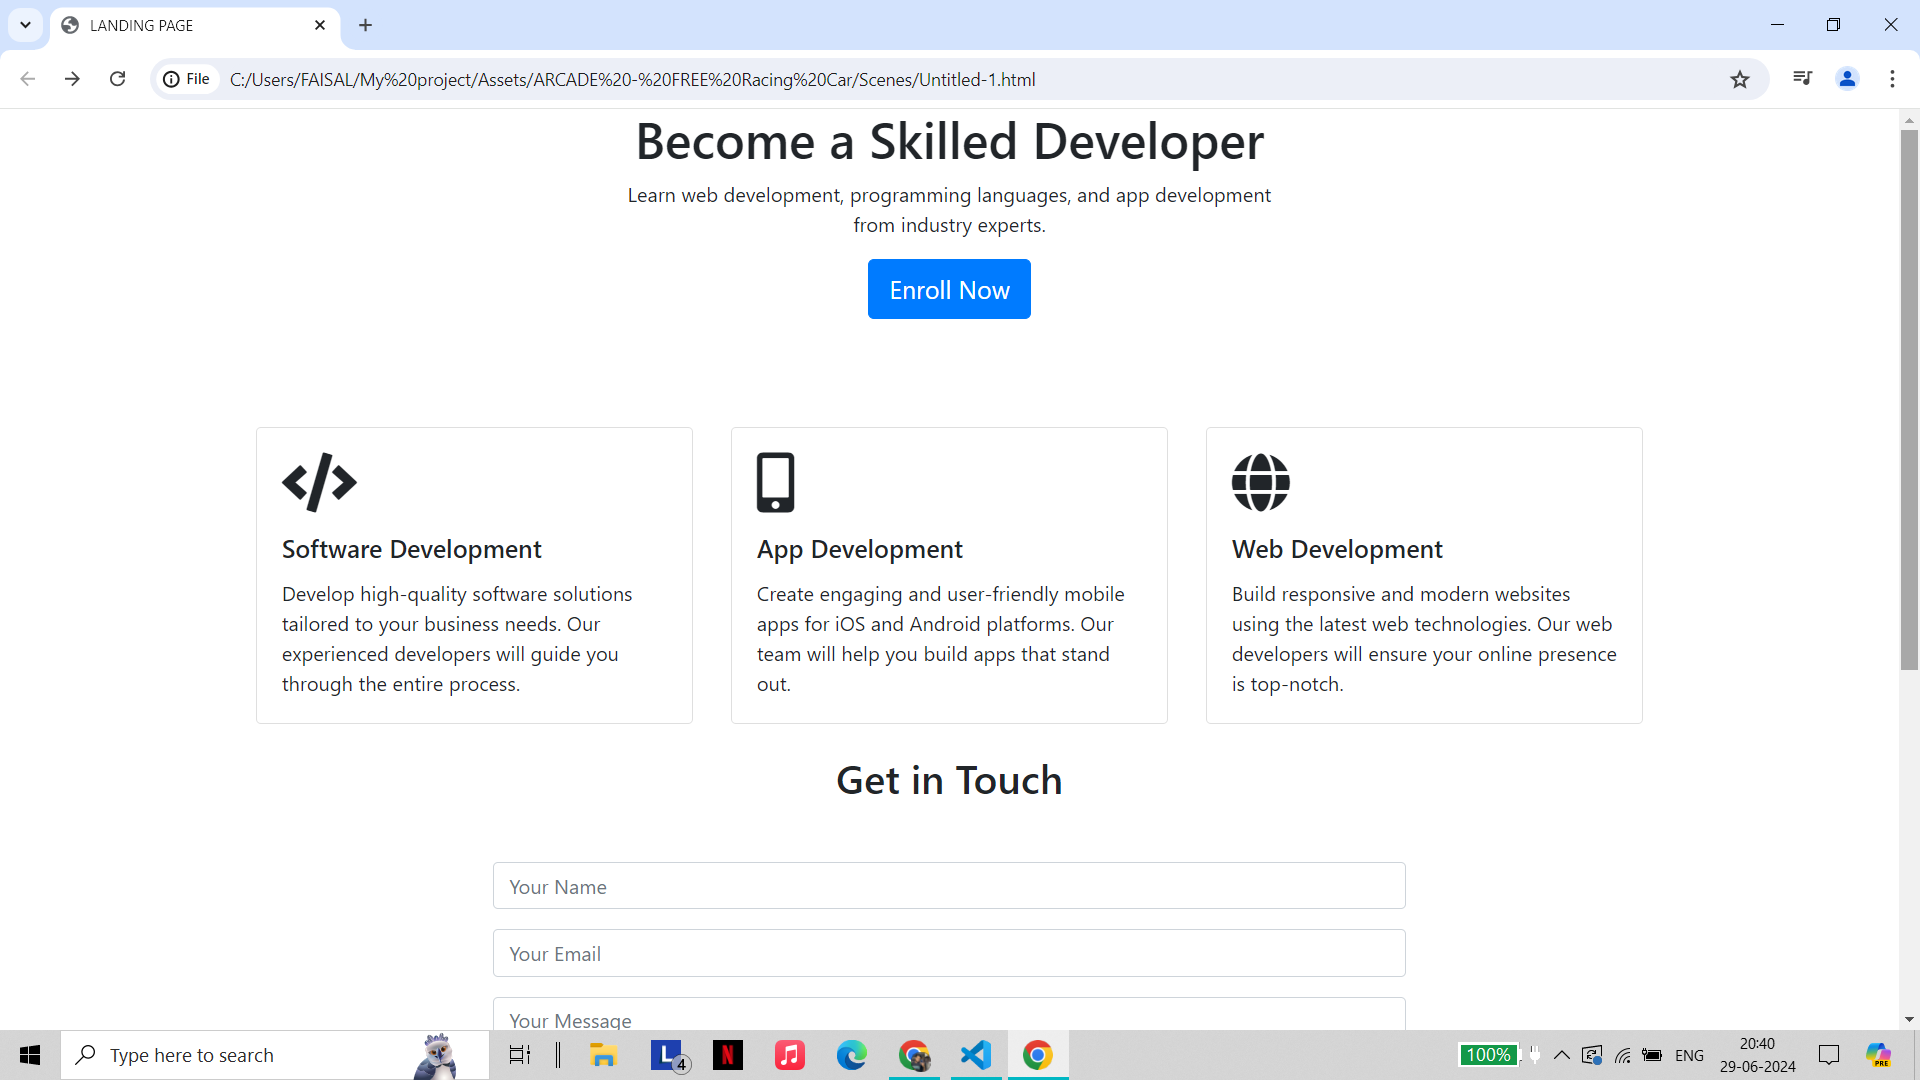 LANDING PAGE
File
C:/Users/FAISAL/My%20project/Assets/ARCADE%20-%20FREE%20Racing%20Car/Scenes/Untitled-1.html
Become a Skilled Developer
Learn web development, programming languages, and app development
from industry experts.
Enroll Now
Software Development
Develop high-quality software solutions
tailored to your business needs. Our
experienced developers will guide you
through the entire process.
App Development
Create engaging and user-friendly mobile
apps for iOS and Android platforms. Our
team will help you build apps that stand
out.
Web Development
Build responsive and modern websites
using the latest web technologies. Our web
developers will ensure your online presence
is top-notch.
Get in Touch
Your Name
Your Email
Your Message
Type here to search
L
4
N
100%
ENG
20:40
29-06-2024
PRE